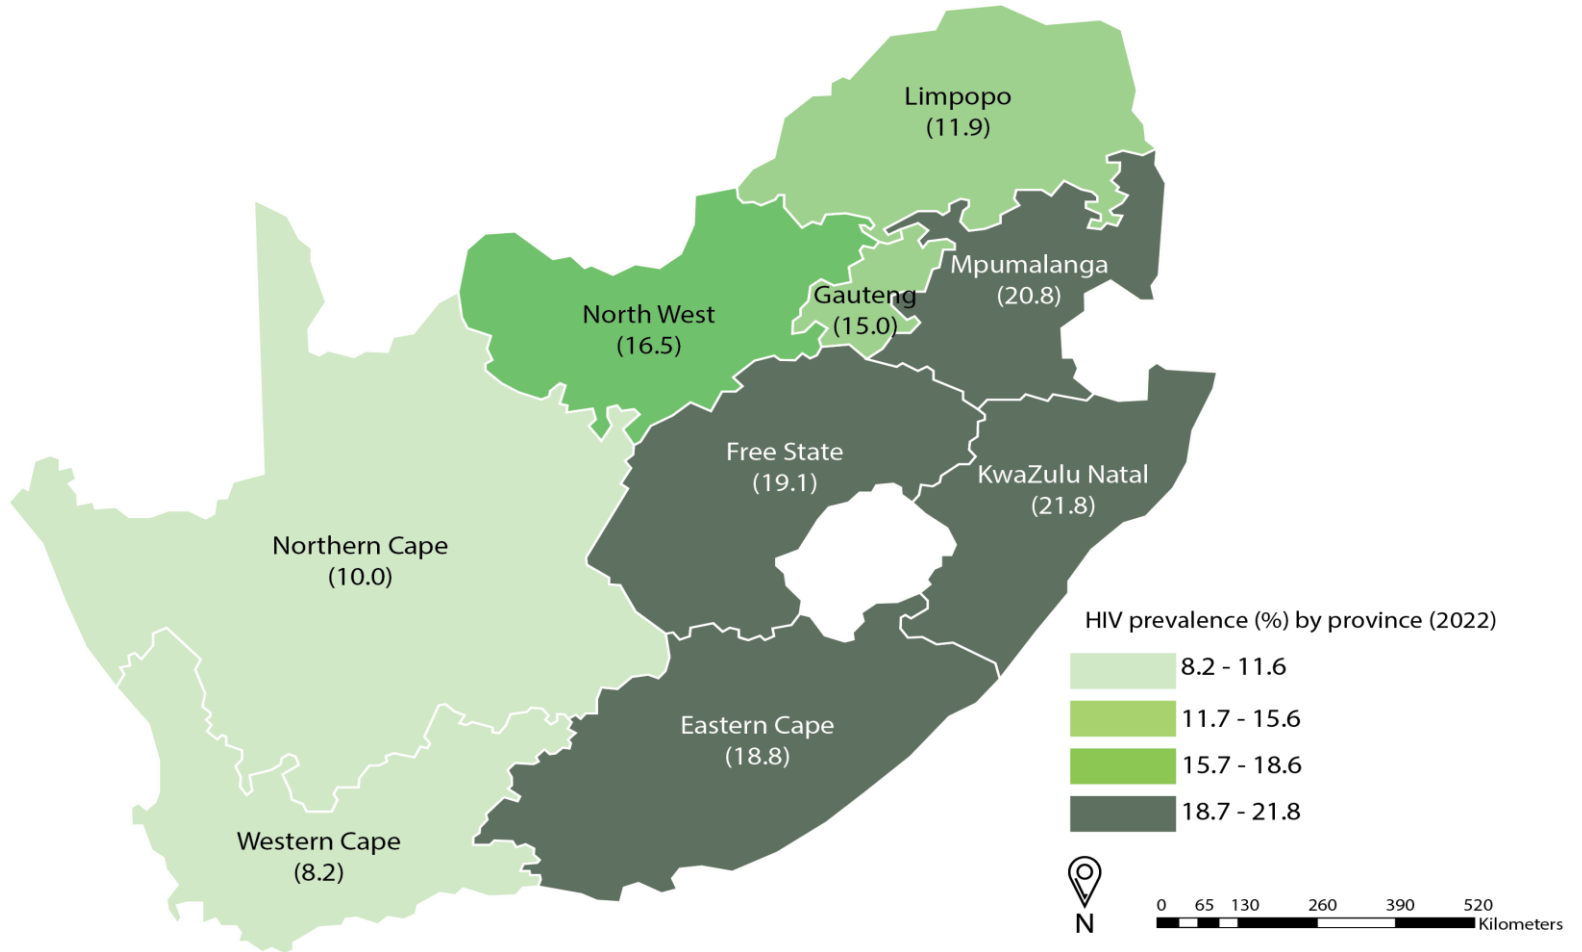 Limpopo
(11.9)
Mpumalanga
(20.8)
Gauteng
(15.0)
North West
(16.5)
Free State
(19.1)
KwaZulu Natal
(21.8)
Northern Cape
(10.0)
Eastern Cape
(18.8)
Western Cape
(8.2)
HIV prevalence (%) by province (2022)
8.2 - 11.6
11.7 - 15.6
15.7 - 18.6
18.7 - 21.8
N
0 65 130 260 390 520
Kilometers